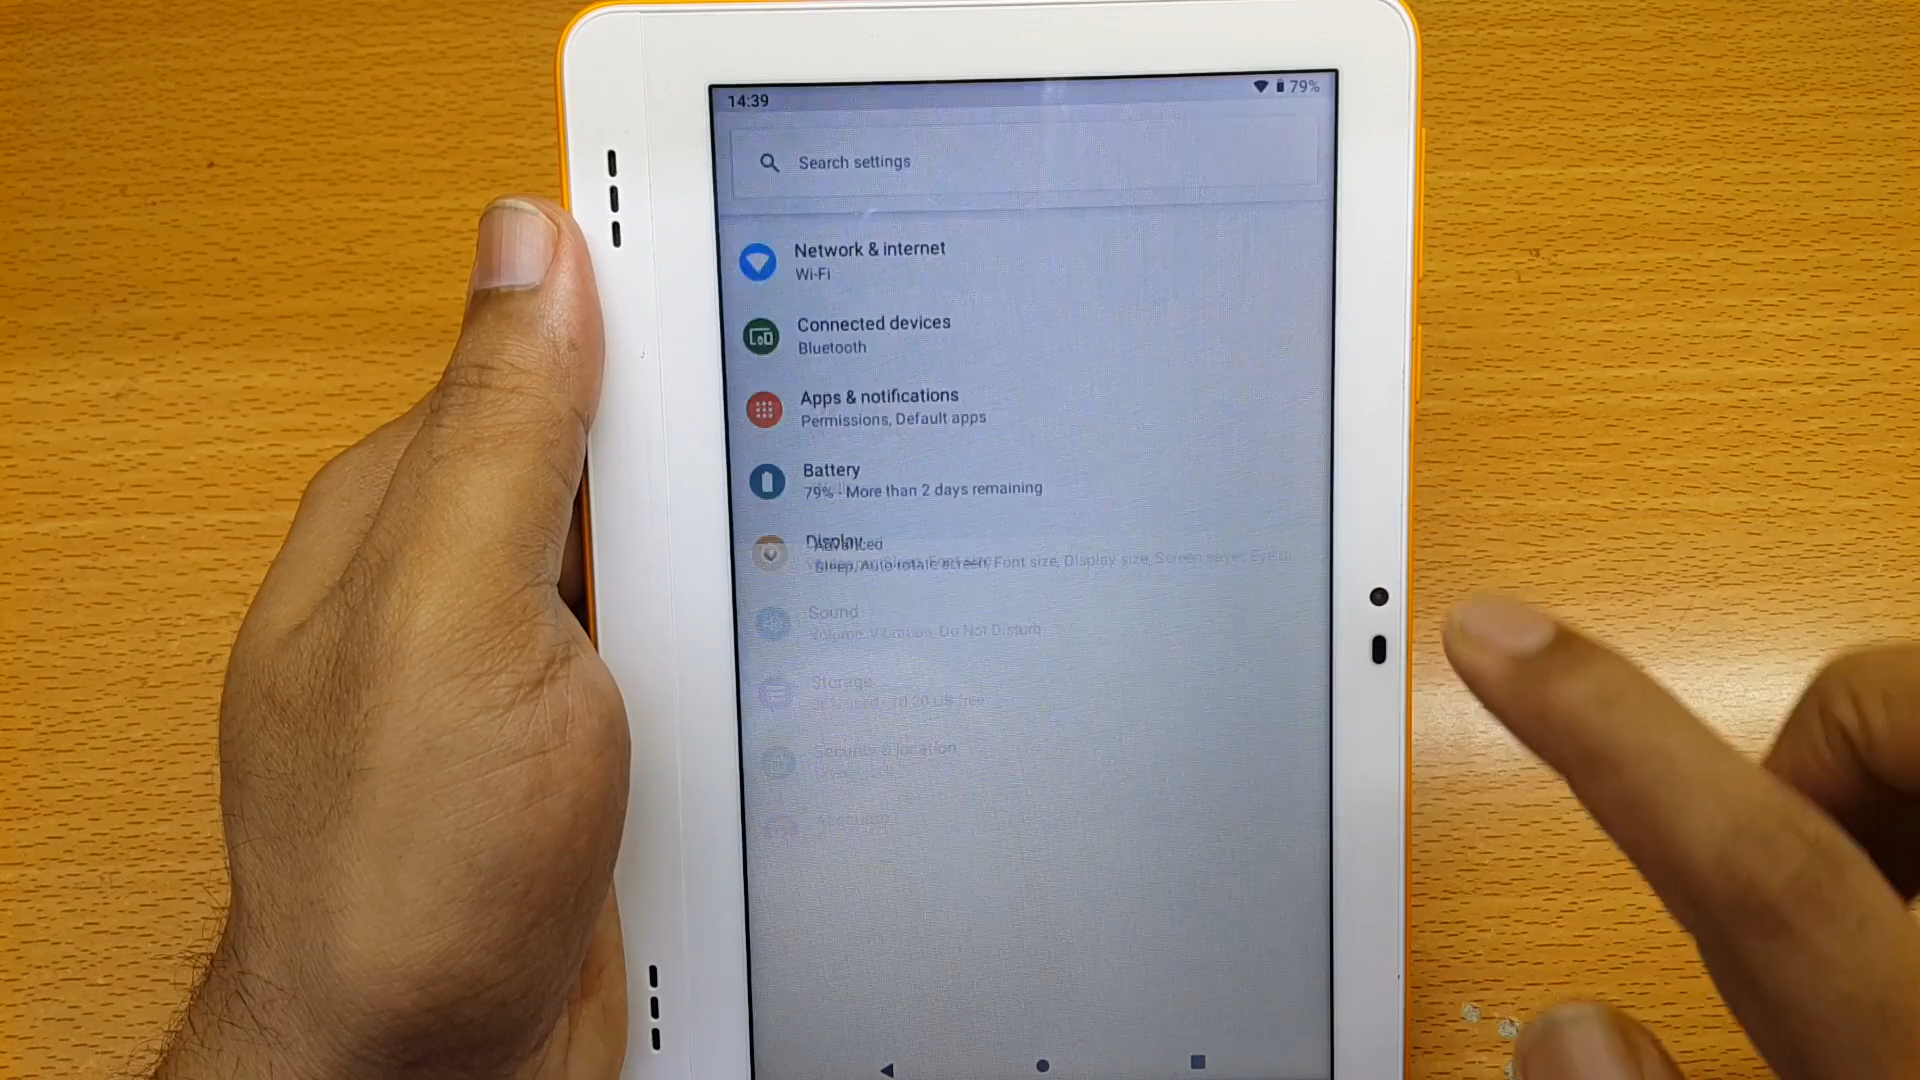 14:39
79%
Search settings
Network & internet
Wi-Fi
Connected devices
Bluetooth
Apps & notifications
Permissions, Default apps
Battery
79% - More than 2 days remaining
Display
Advanced
Sleep, Auto-rotate screen, Font size, Display size, Screen saver,
Sound
Volume, Vibration, Do Not Disturb
Storage
Security & location